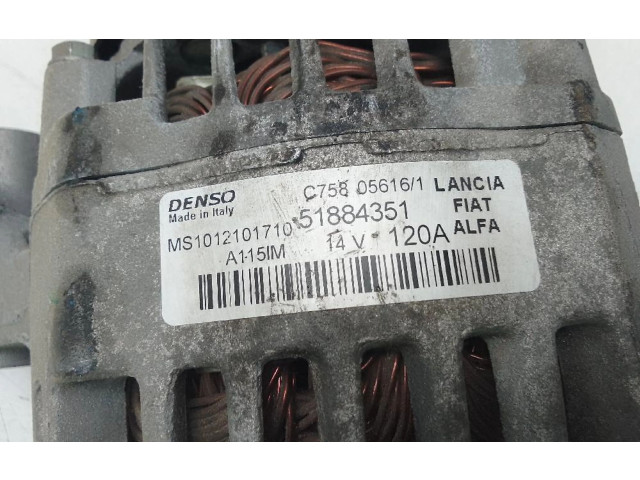 DENSO C758 05616/1 LANCIA
Made in Italy 51884351 FIAT
MS1012101710 ALFA
A115IM 14 V 120A